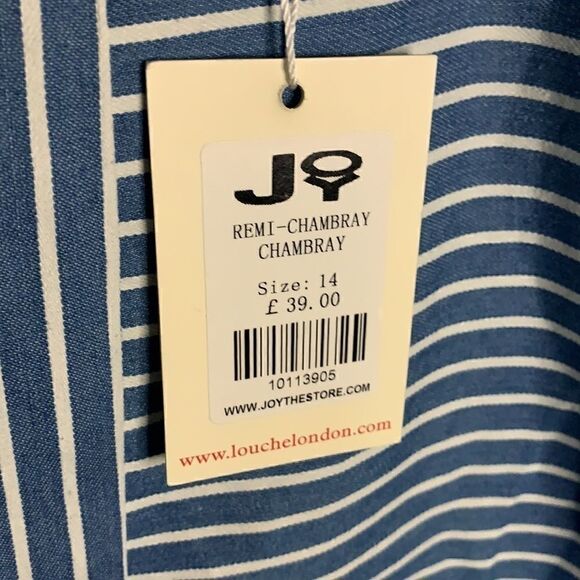 JOY
REMI-CHAMBRAY
CHAMBRAY
Size: 14
£ 39.00
10113905
WWW.JOYTHESTORE.COM
www.louchelondon.com